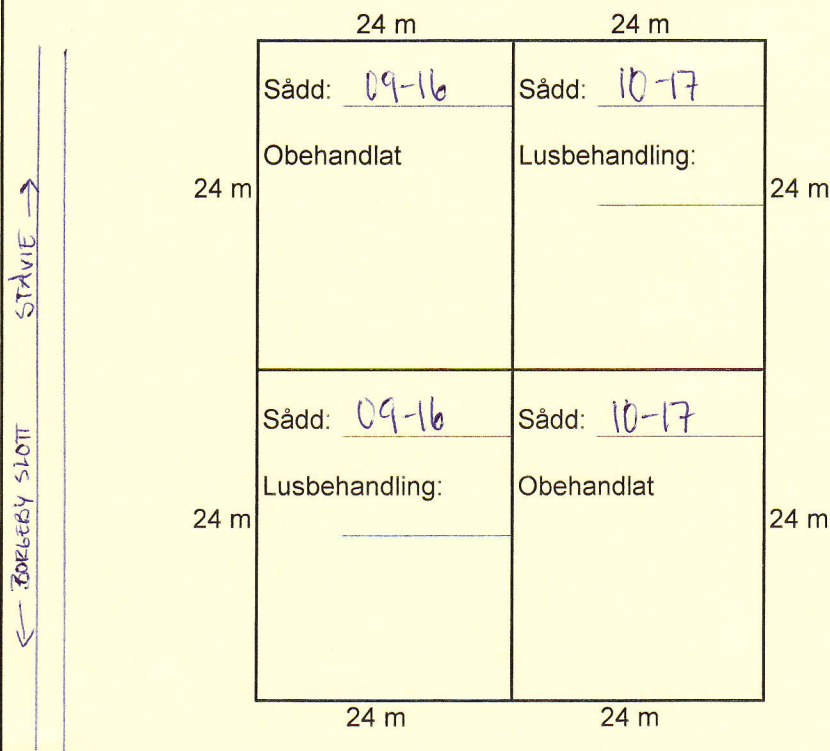 24 m 24 m
Sådd: 09-16 Sådd: 10-17
Obehandlat Lusbehandling:
24 m 24 m
STÄVIE →
Sådd: 09-16 Sådd: 10-17
Lusbehandling: Obehandlat
24 m 24 m
← BORGEBY SLOTT
24 m 24 m